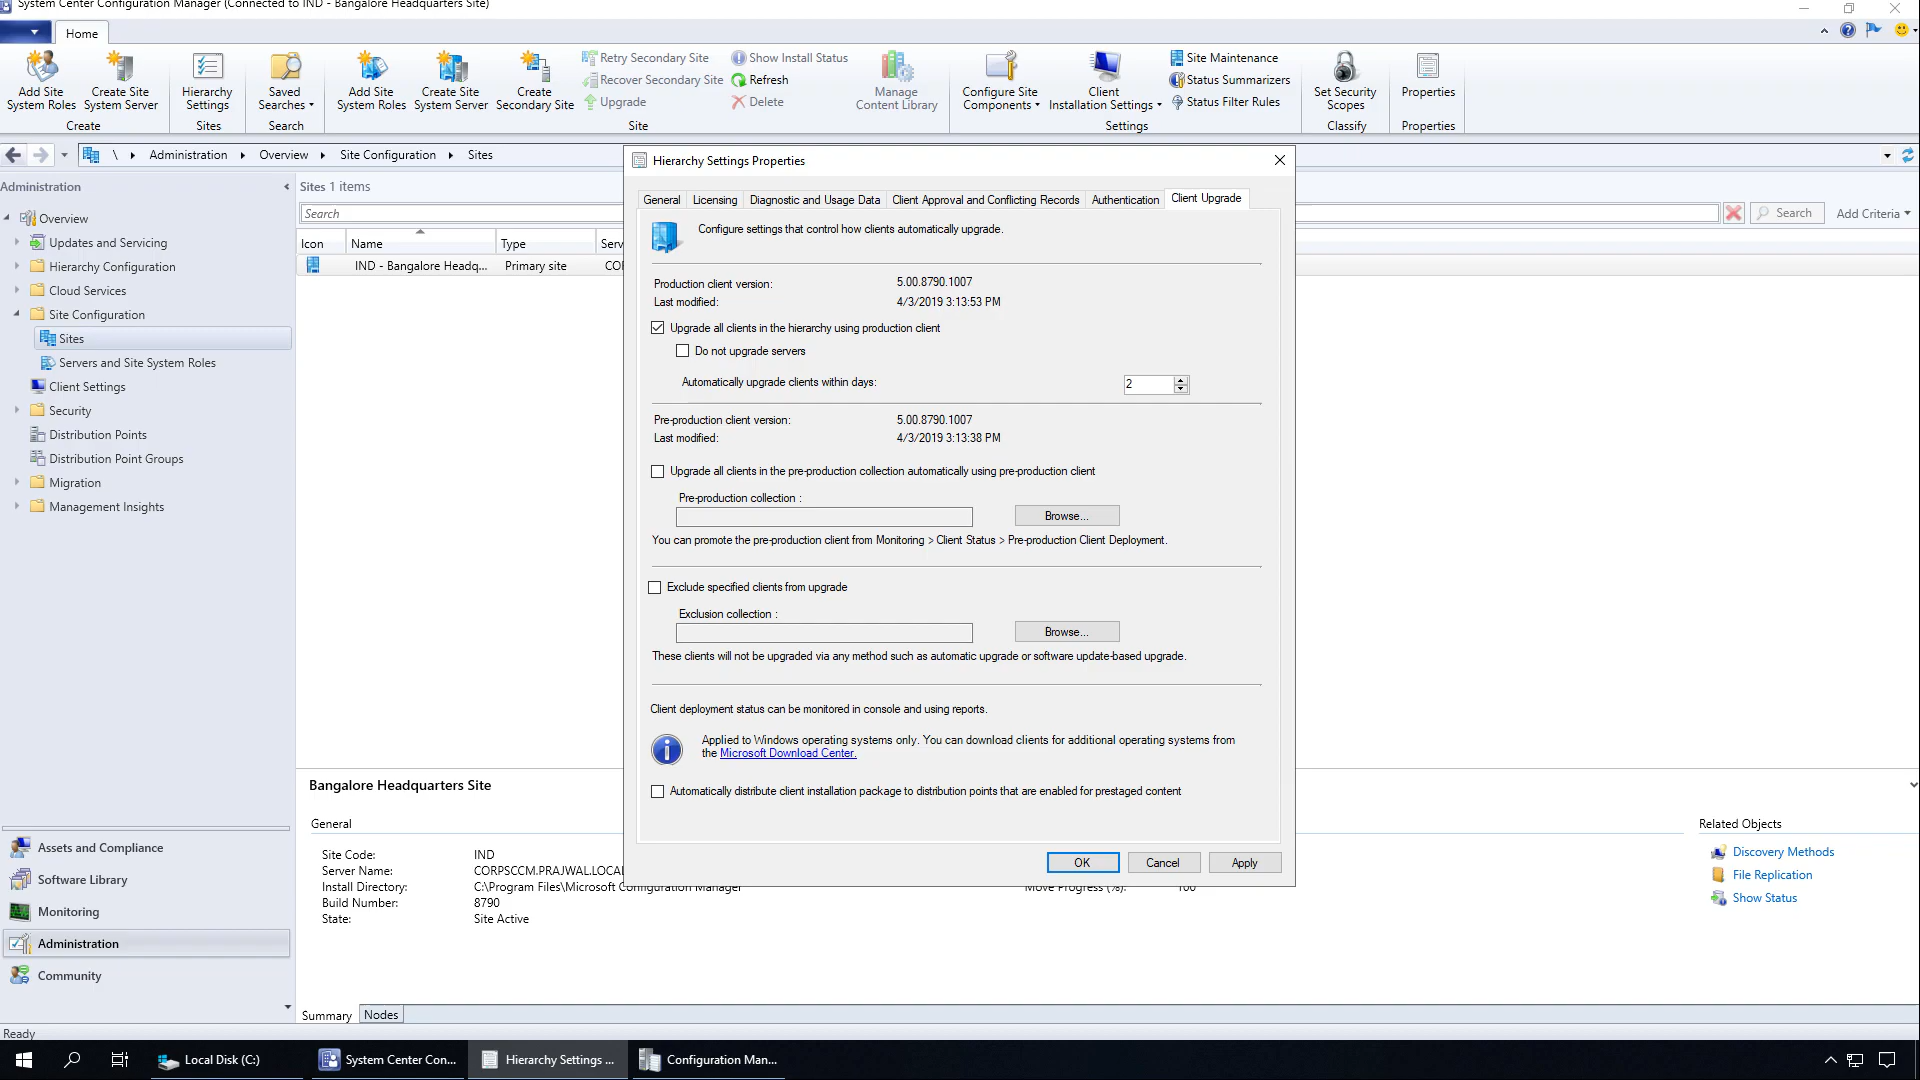 System Center Configuration Manager (Connected to IND - Bangalore Headquarters Site)
Home
Add Site
System Roles
Create Site
System Server
Create
Hierarchy
Settings
Sites
Saved
Searches
Search
Add Site
System Roles
Create Site
System Server
Create
Secondary Site
Retry Secondary Site
Recover Secondary Site
Upgrade
Show Install Status
Refresh
Delete
Manage
Content Library
Site
Configure Site
Components
Client
Installation Settings
Site Maintenance
Status Summarizers
Status Filter Rules
Settings
Set Security
Scopes
Classify
Properties
Properties
\ Administration Overview Site Configuration Sites
Administration
Overview
Updates and Servicing
Hierarchy Configuration
Cloud Services
Site Configuration
Sites
Servers and Site System Roles
Client Settings
Security
Distribution Points
Distribution Point Groups
Migration
Management Insights
Assets and Compliance
Software Library
Monitoring
Administration
Community
Sites 1 items
Search
Search
Add Criteria
Icon Name Type Serv
IND - Bangalore Headq... Primary site COR
Hierarchy Settings Properties
General Licensing Diagnostic and Usage Data Client Approval and Conflicting Records Authentication Client Upgrade
Configure settings that control how clients automatically upgrade.
Production client version: 5.00.8790.1007
Last modified: 4/3/2019 3:13:53 PM
Upgrade all clients in the hierarchy using production client
Do not upgrade servers
Automatically upgrade clients within days: 2
Pre-production client version: 5.00.8790.1007
Last modified: 4/3/2019 3:13:38 PM
Upgrade all clients in the pre-production collection automatically using pre-production client
Pre-production collection :
Browse...
You can promote the pre-production client from Monitoring > Client Status > Pre-production Client Deployment.
Exclude specified clients from upgrade
Exclusion collection :
Browse...
These clients will not be upgraded via any method such as automatic upgrade or software update-based upgrade.
Client deployment status can be monitored in console and using reports.
Applied to Windows operating systems only. You can download clients for additional operating systems from
the Microsoft Download Center.
Automatically distribute client installation package to distribution points that are enabled for prestaged content
OK Cancel Apply
Bangalore Headquarters Site
General
Site Code: IND
Server Name: CORPSCCM.PRAJWAL.LOCAL
Install Directory: C:\Program Files\Microsoft Configuration Manager
Build Number: 8790
State: Site Active
Move Progress (%): 100
Related Objects
Discovery Methods
File Replication
Show Status
Summary Nodes
Ready
Local Disk (C:)
System Center Con...
Hierarchy Settings ...
Configuration Man...